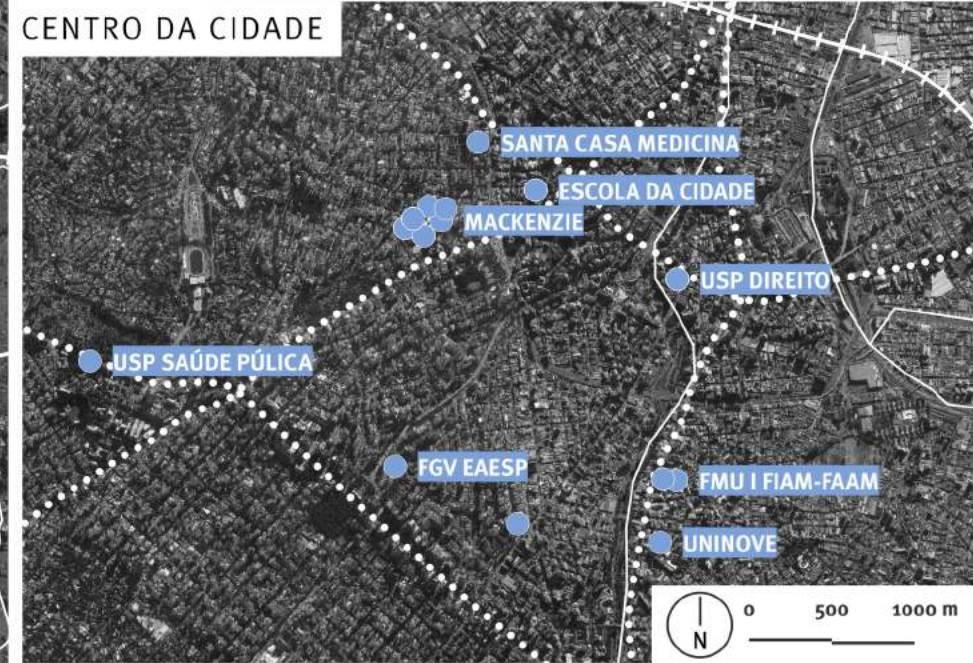 CENTRO DA CIDADE
SANTA CASA MEDICINA
ESCOLA DA CIDADE
MACKENZIE
USP DIREITO
USP SAÚDE PÚLICA
FGV EAESP
FMU I FIAM-FAAM
UNINOVE
0 500 1000 m
N